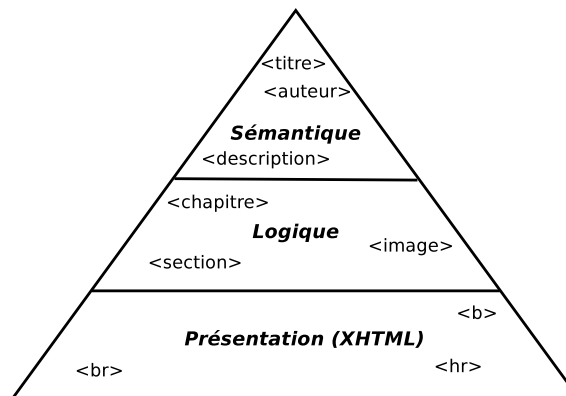 <titre>
<auteur>
Sémantique
<description>
<chapitre>
Logique
<image>
<section>
<b>
Présentation (XHTML)
<hr>
<br>